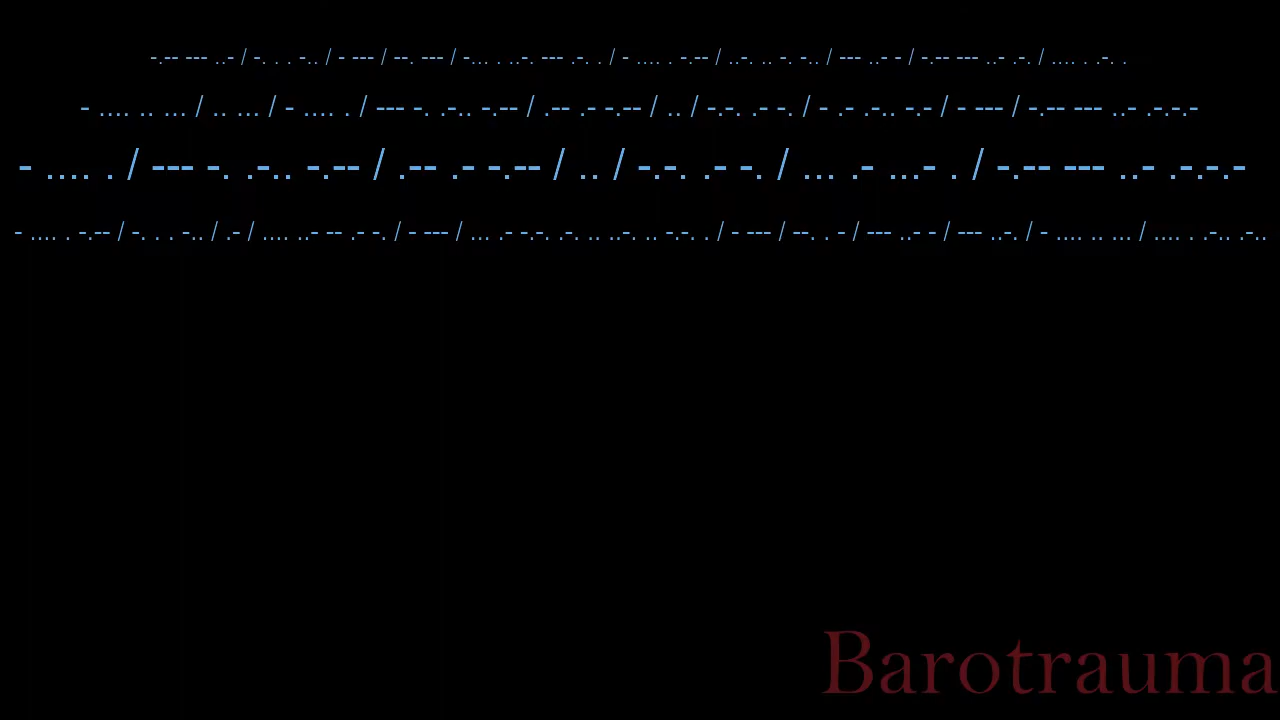 -.-- --- ..- / -. . . -.. / - --- / --. --- / -... . ..-. --- .-. . / - .... . -.-- / ..-. .. -. -.. / --- ..- - / -.-- --- ..- .-. / .... . .-. .
- .... .. ... / .. ... / - .... . / --- -. .-.. -.-- / .-- .- -.-- / .. / -.-. .- -. / - .- .-.. -.- / - --- / -.-- --- ..- .-.-.-
- .... . / --- -. .-.. -.-- / .-- .- -.-- / .. / -.-. .- -. / ... .- ...- . / -.-- --- ..- .-.-.-
- .... . -.-- / -. . . -.. / .- / .... ..- -- .- -. / - --- / ... .- -.-. .-. .. ..-. .. -.-. . / - --- / --. . - / --- ..- - / --- ..-. / - .... .. ... / .... . .-.. .-..
Barotrauma